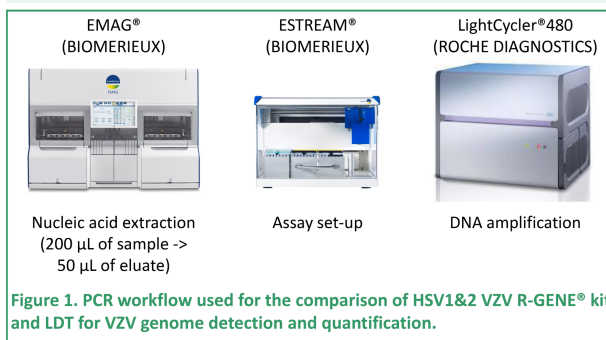 EMAG®
(BIOMERIEUX)
ESTREAM®
(BIOMERIEUX)
LightCycler®480
(ROCHE DIAGNOSTICS)
EMAG
Nucleic acid extraction
(200 µL of sample ->
50 µL of eluate)
Assay set-up
DNA amplification
Figure 1. PCR workflow used for the comparison of HSV1&2 VZV R-GENE® kit
and LDT for VZV genome detection and quantification.